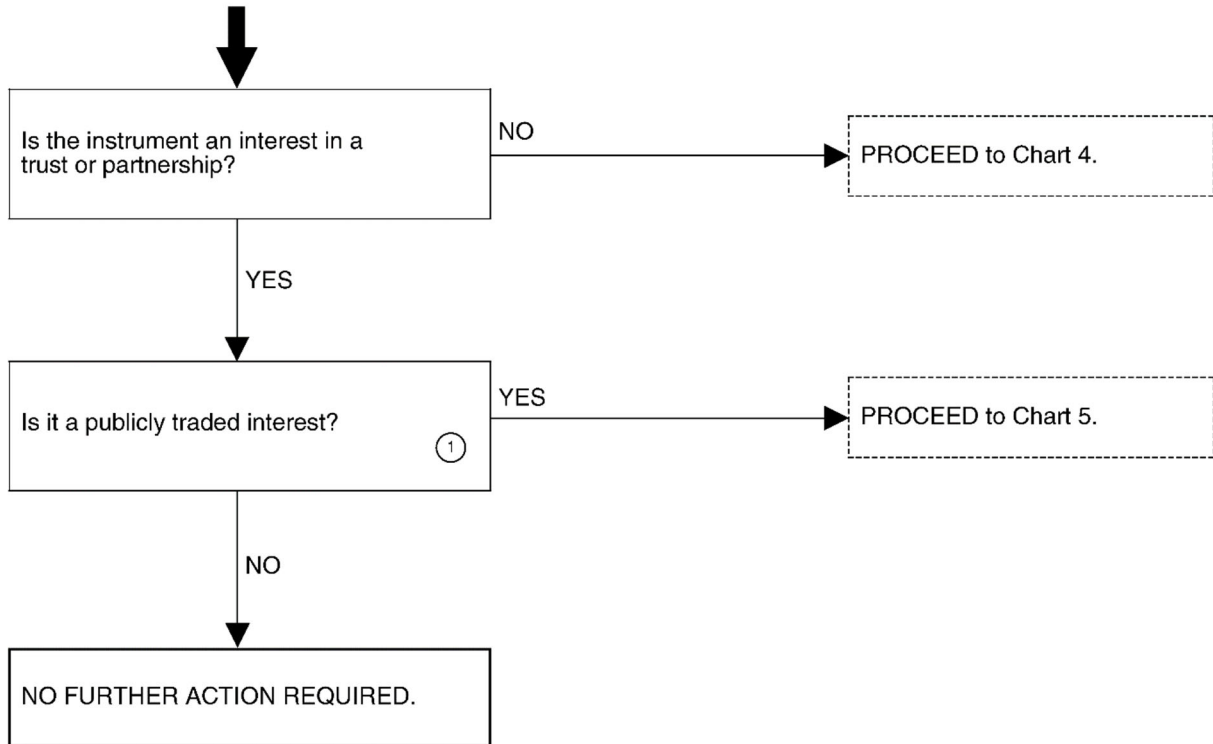 Is the instrument an interest in a
trust or partnership?
NO
PROCEED to Chart 4.
YES
Is it a publicly traded interest?
1
YES
PROCEED to Chart 5.
NO
NO FURTHER ACTION REQUIRED.